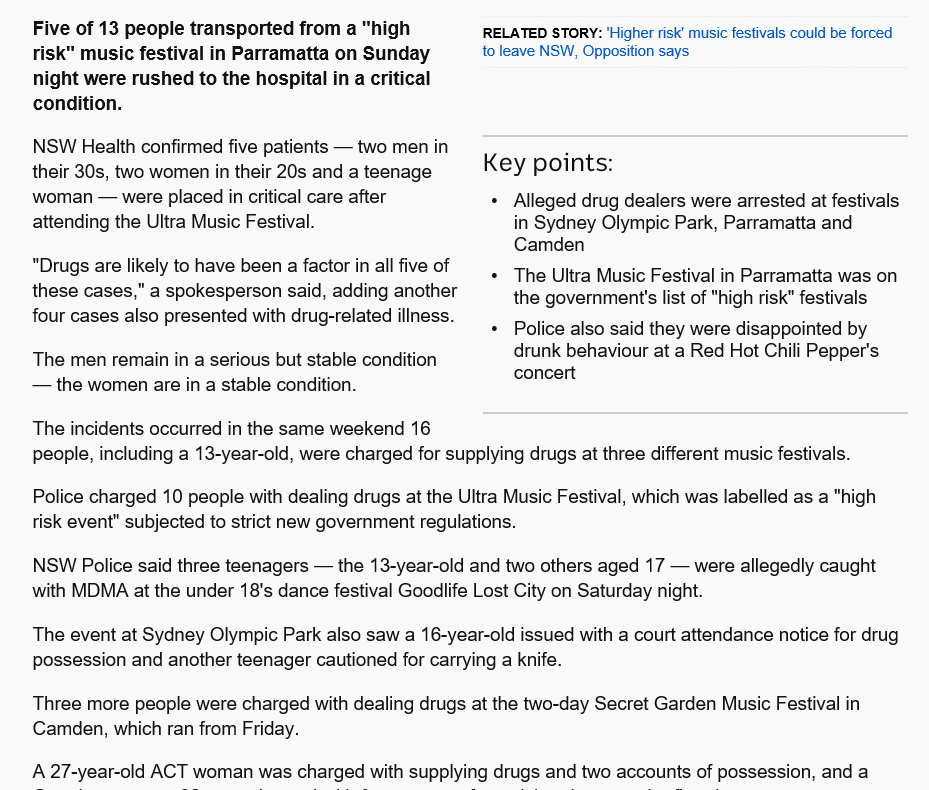 Five of 13 people transported from a "high
risk" music festival in Parramatta on Sunday
night were rushed to the hospital in a critical
condition.
RELATED STORY: 'Higher risk' music festivals could be forced
to leave NSW, Opposition says
NSW Health confirmed five patients — two men in
their 30s, two women in their 20s and a teenage
woman — were placed in critical care after
attending the Ultra Music Festival.
"Drugs are likely to have been a factor in all five of
these cases," a spokesperson said, adding another
four cases also presented with drug-related illness.
The men remain in a serious but stable condition
— the women are in a stable condition.
Key points:
• Alleged drug dealers were arrested at festivals
in Sydney Olympic Park, Parramatta and
Camden
• The Ultra Music Festival in Parramatta was on
the government's list of "high risk" festivals
• Police also said they were disappointed by
drunk behaviour at a Red Hot Chili Pepper's
concert
The incidents occurred in the same weekend 16
people, including a 13-year-old, were charged for supplying drugs at three different music festivals.
Police charged 10 people with dealing drugs at the Ultra Music Festival, which was labelled as a "high
risk event" subjected to strict new government regulations.
NSW Police said three teenagers — the 13-year-old and two others aged 17 — were allegedly caught
with MDMA at the under 18's dance festival Goodlife Lost City on Saturday night.
The event at Sydney Olympic Park also saw a 16-year-old issued with a court attendance notice for drug
possession and another teenager cautioned for carrying a knife.
Three more people were charged with dealing drugs at the two-day Secret Garden Music Festival in
Camden, which ran from Friday.
A 27-year-old ACT woman was charged with supplying drugs and two accounts of possession, and a